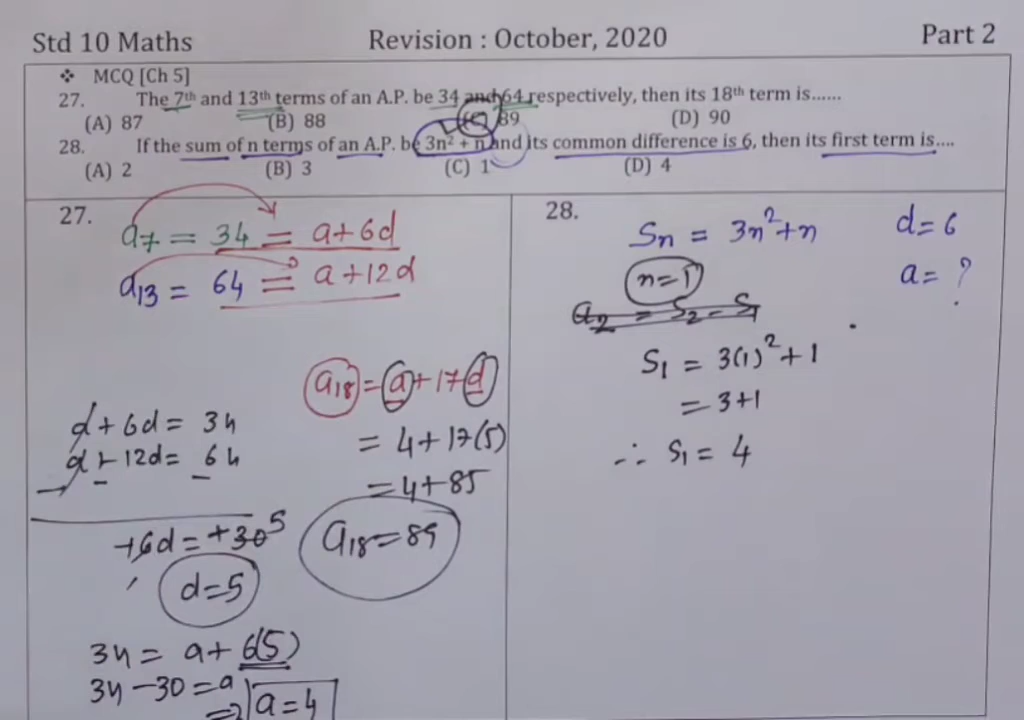 Std 10 Maths Revision : October, 2020 Part 2
❖ MCQ [Ch 5]
27. The 7th and 13th terms of an A.P. be 34 and 64 respectively, then its 18th term is......
(A) 87 (B) 88 (C) 89 (D) 90
28. If the sum of n terms of an A.P. be 3n² + n and its common difference is 6, then its first term is....
(A) 2 (B) 3 (C) 1 (D) 4
27.
a7 = 34 = a+6d
a13 = 64 = a+12d
a18 = a+17d
a+6d = 34
= 4+17(5)
a+12d = 64
= 4+85
+6d = +30 5
a18 = 89
d=5
34 = a+6(5)
34-30 = a
⇒ a=4
28.
Sn = 3n²+n d=6
n=1 a= ?
a2 = S2 - S1
S1 = 3(1)²+1
= 3+1
∴ S1 = 4